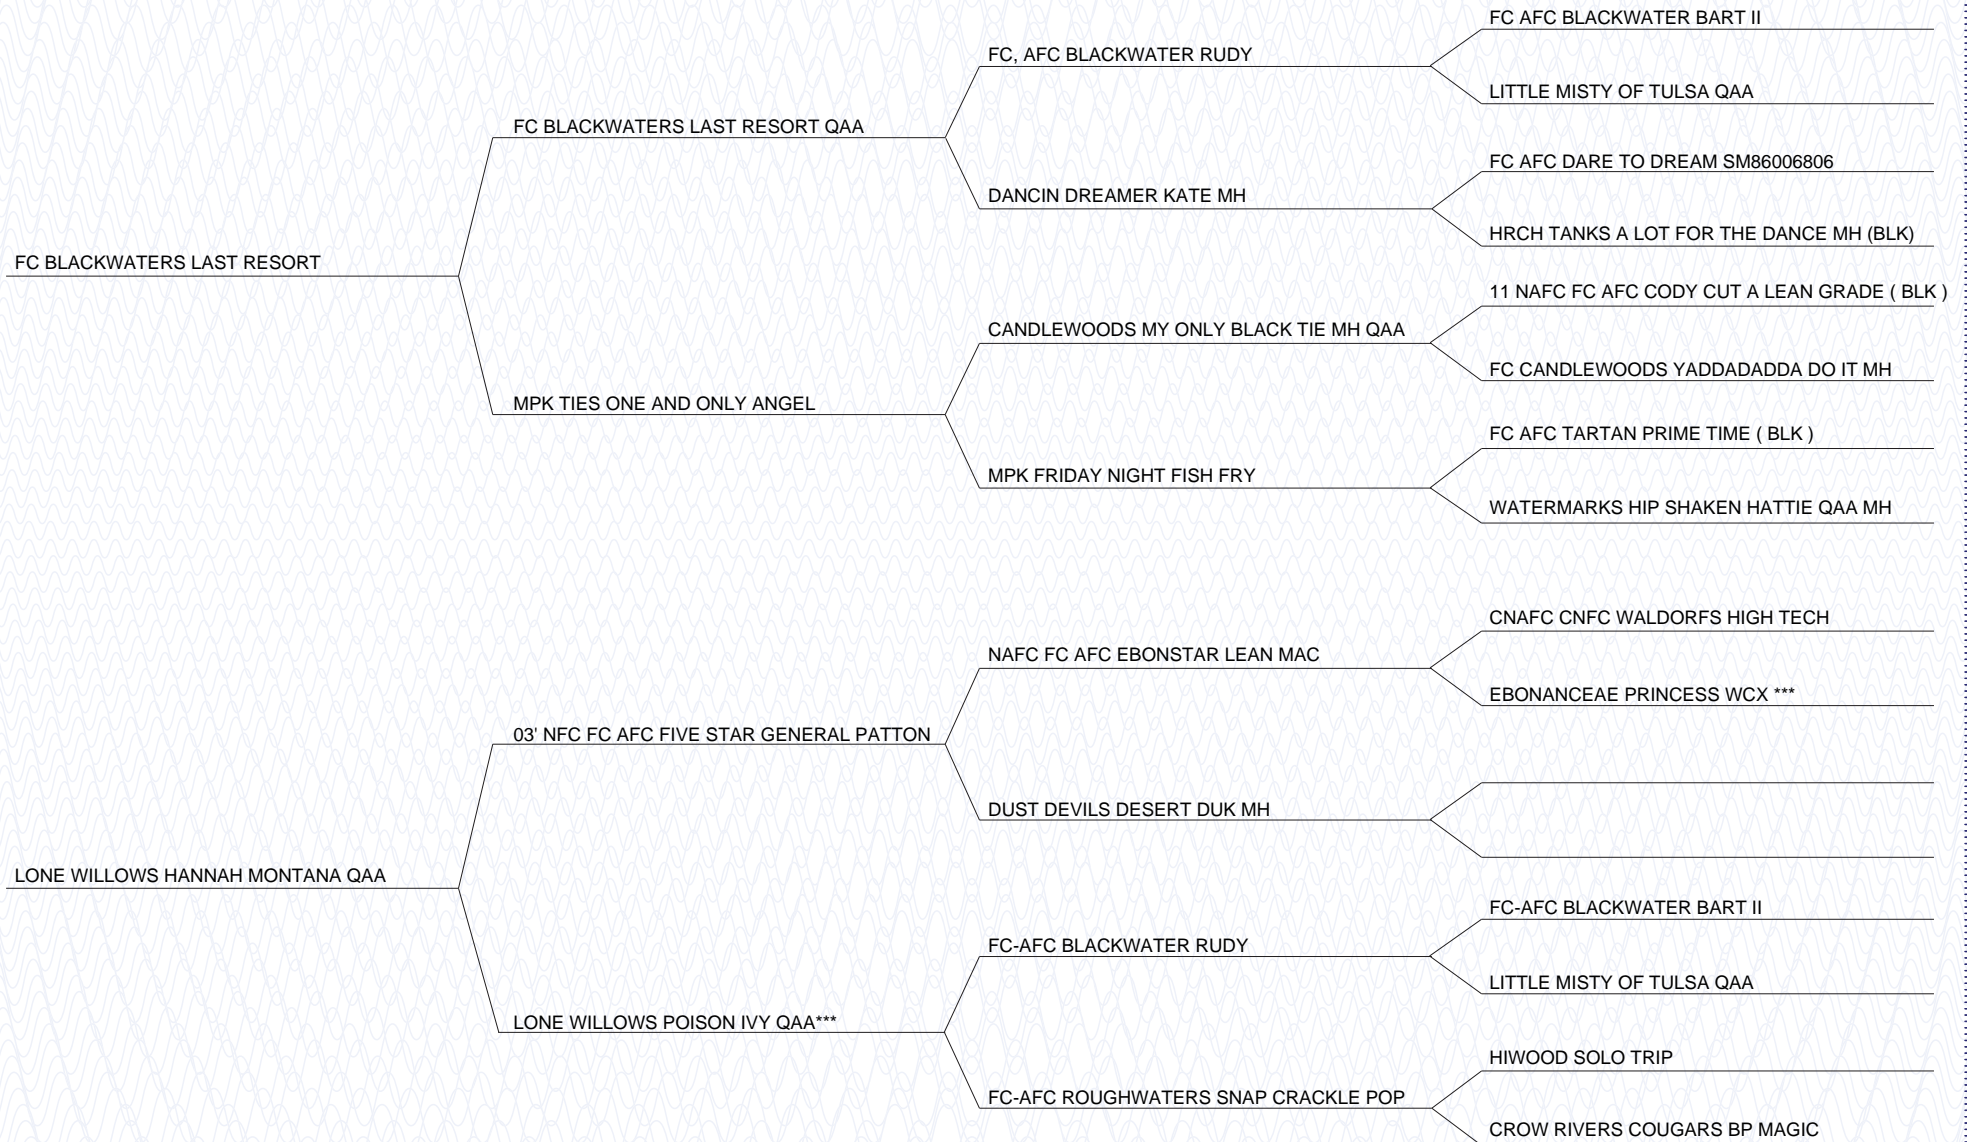 FC AFC BLACKWATER BART II
FC, AFC BLACKWATER RUDY
LITTLE MISTY OF TULSA QAA
FC BLACKWATERS LAST RESORT QAA
FC AFC DARE TO DREAM SM86006806
DANCIN DREAMER KATE MH
HRCH TANKS A LOT FOR THE DANCE MH (BLK)
FC BLACKWATERS LAST RESORT
11 NAFC FC AFC CODY CUT A LEAN GRADE ( BLK )
CANDLEWOODS MY ONLY BLACK TIE MH QAA
FC CANDLEWOODS YADDADADDA DO IT MH
MPK TIES ONE AND ONLY ANGEL
FC AFC TARTAN PRIME TIME ( BLK )
MPK FRIDAY NIGHT FISH FRY
WATERMARKS HIP SHAKEN HATTIE QAA MH
CNAFC CNFC WALDORFS HIGH TECH
NAFC FC AFC EBONSTAR LEAN MAC
EBONANCEAE PRINCESS WCX ***
03' NFC FC AFC FIVE STAR GENERAL PATTON
DUST DEVILS DESERT DUK MH
LONE WILLOWS HANNAH MONTANA QAA
FC-AFC BLACKWATER BART II
FC-AFC BLACKWATER RUDY
LITTLE MISTY OF TULSA QAA
LONE WILLOWS POISON IVY QAA***
HIWOOD SOLO TRIP
FC-AFC ROUGHWATERS SNAP CRACKLE POP
CROW RIVERS COUGARS BP MAGIC